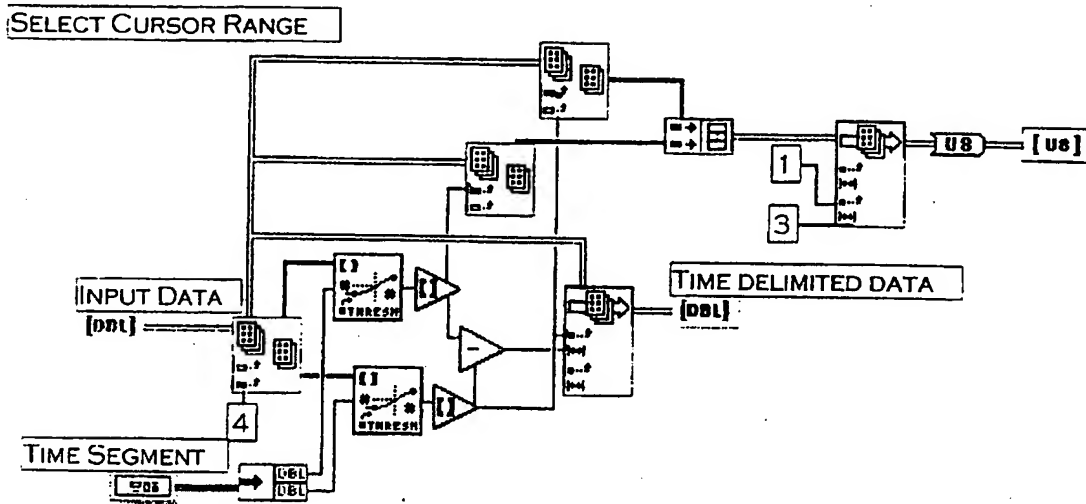 SELECT CURSOR RANGE
1
U8
[U8]
3
TIME DELIMITED DATA
[DBL]
INPUT DATA
[DBL]
[ ]
#
#
[ ]
-
[ ]
#
#
[ ]
4
TIME SEGMENT
DBL
DBL